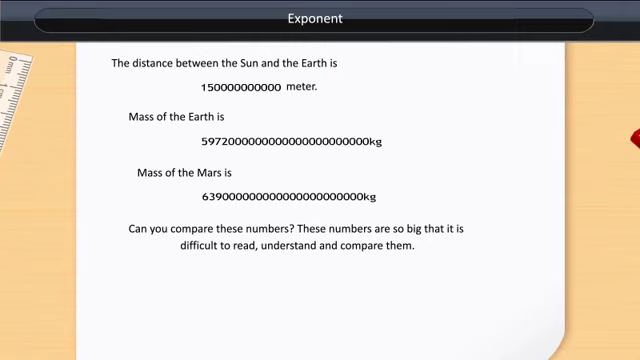 Exponent
The distance between the Sun and the Earth is
150000000000 meter.
Mass of the Earth is
5972000000000000000000000kg
Mass of the Mars is
639000000000000000000000kg
Can you compare these numbers? These numbers are so big that it is
difficult to read, understand and compare them.
0mm
1